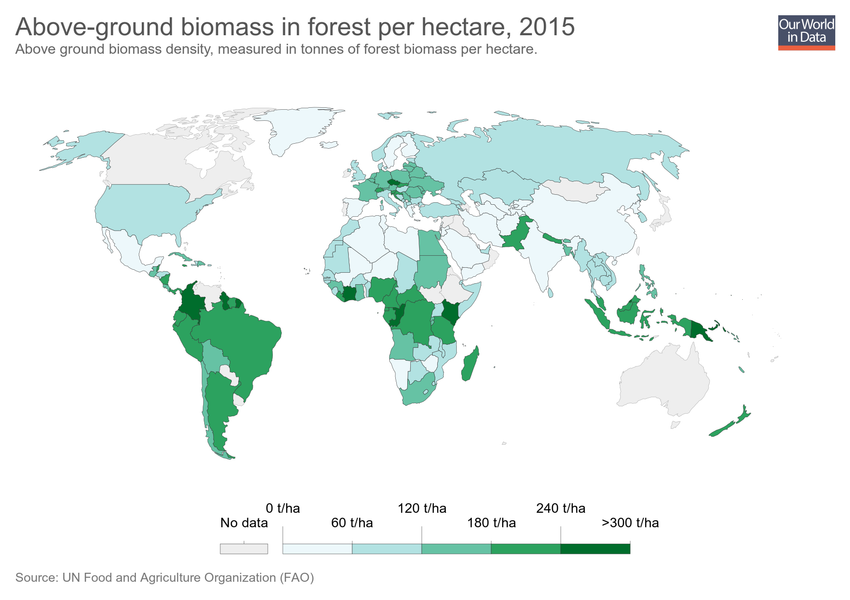 Above-ground biomass in forest per hectare, 2015
Above ground biomass density, measured in tonnes of forest biomass per hectare.
Our World
in Data
0 t/ha 120 t/ha 240 t/ha
No data 60 t/ha 180 t/ha >300 t/ha
Source: UN Food and Agriculture Organization (FAO)